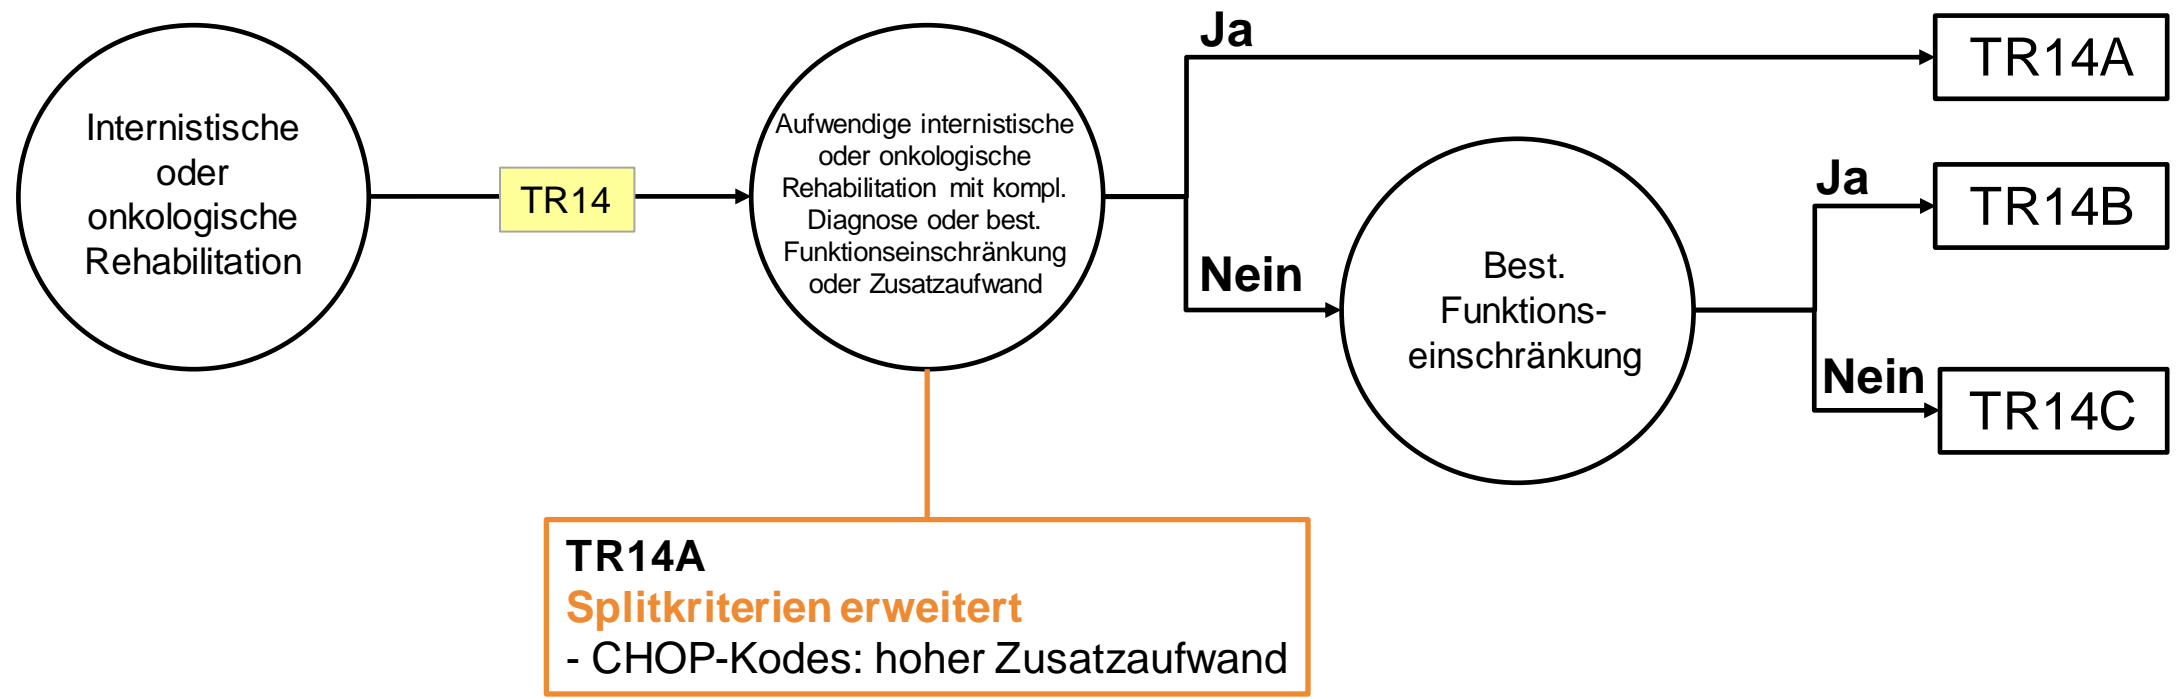 Internistische
oder
onkologische
Rehabilitation
TR14
Aufwendige internistische
oder onkologische
Rehabilitation mit kompl.
Diagnose oder best.
Funktionseinschränkung
oder Zusatzaufwand
Ja
TR14A
Nein
Best.
Funktions-
einschränkung
Ja
TR14B
Nein
TR14C
TR14A
Splitkriterien erweitert
- CHOP-Kodes: hoher Zusatzaufwand